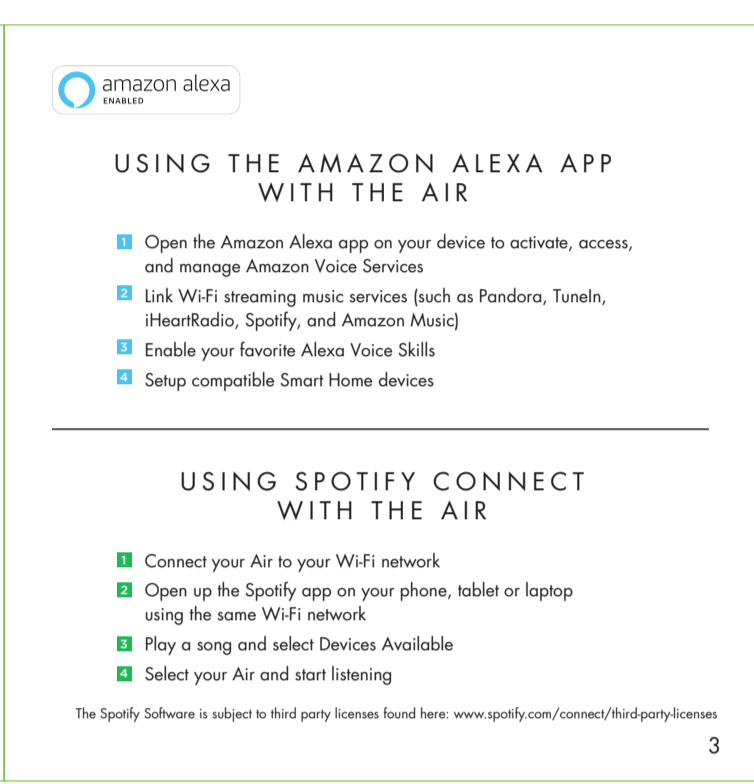 amazon alexa
ENABLED
USING THE AMAZON ALEXA APP
WITH THE AIR
1 Open the Amazon Alexa app on your device to activate, access,
and manage Amazon Voice Services
2 Link Wi-Fi streaming music services (such as Pandora, TuneIn,
iHeartRadio, Spotify, and Amazon Music)
3 Enable your favorite Alexa Voice Skills
4 Setup compatible Smart Home devices
USING SPOTIFY CONNECT
WITH THE AIR
1 Connect your Air to your Wi-Fi network
2 Open up the Spotify app on your phone, tablet or laptop
using the same Wi-Fi network
3 Play a song and select Devices Available
4 Select your Air and start listening
The Spotify Software is subject to third party licenses found here: www.spotify.com/connect/third-party-licenses
3